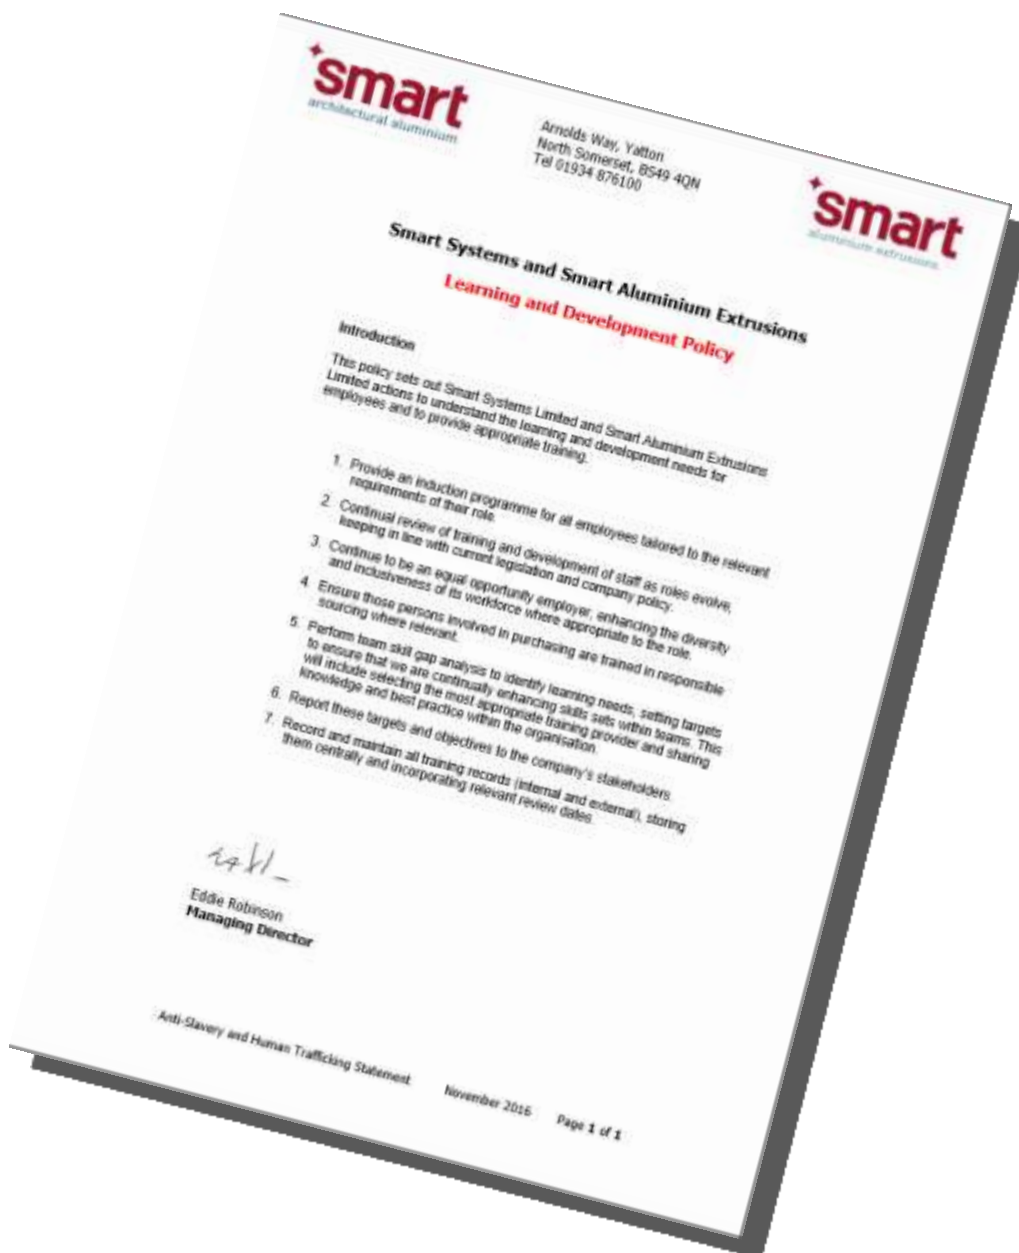 smart
architectural aluminium
Arnolds Way, Yatton
North Somerset, BS49 4QN
Tel 01934 876100
smart
aluminium extrusions
Smart Systems and Smart Aluminium Extrusions
Learning and Development Policy
Introduction
This policy sets out Smart Systems Limited and Smart Aluminium Extrusions
Limited actions to understand the learning and development needs for
employees and to provide appropriate training.
1. Provide an induction programme for all employees tailored to the relevant
requirements of their role.
2. Continual review of training and development of staff as roles evolve,
keeping in line with current legislation and company policy.
3. Continue to be an equal opportunity employer, enhancing the diversity
and inclusiveness of its workforce where appropriate to the role.
4. Ensure those persons involved in purchasing are trained in responsible
sourcing where relevant.
5. Perform team skill gap analysis to identify learning needs, setting targets
to ensure that we are continually enhancing skills sets within teams. This
will include selecting the most appropriate training provider and sharing
knowledge and best practice within the organisation.
6. Report these targets and objectives to the company's stakeholders.
7. Record and maintain all training records (internal and external), storing
them centrally and incorporating relevant review dates.
Eddie Robinson
Managing Director
Anti-Slavery and Human Trafficking Statement November 2016 Page 1 of 1